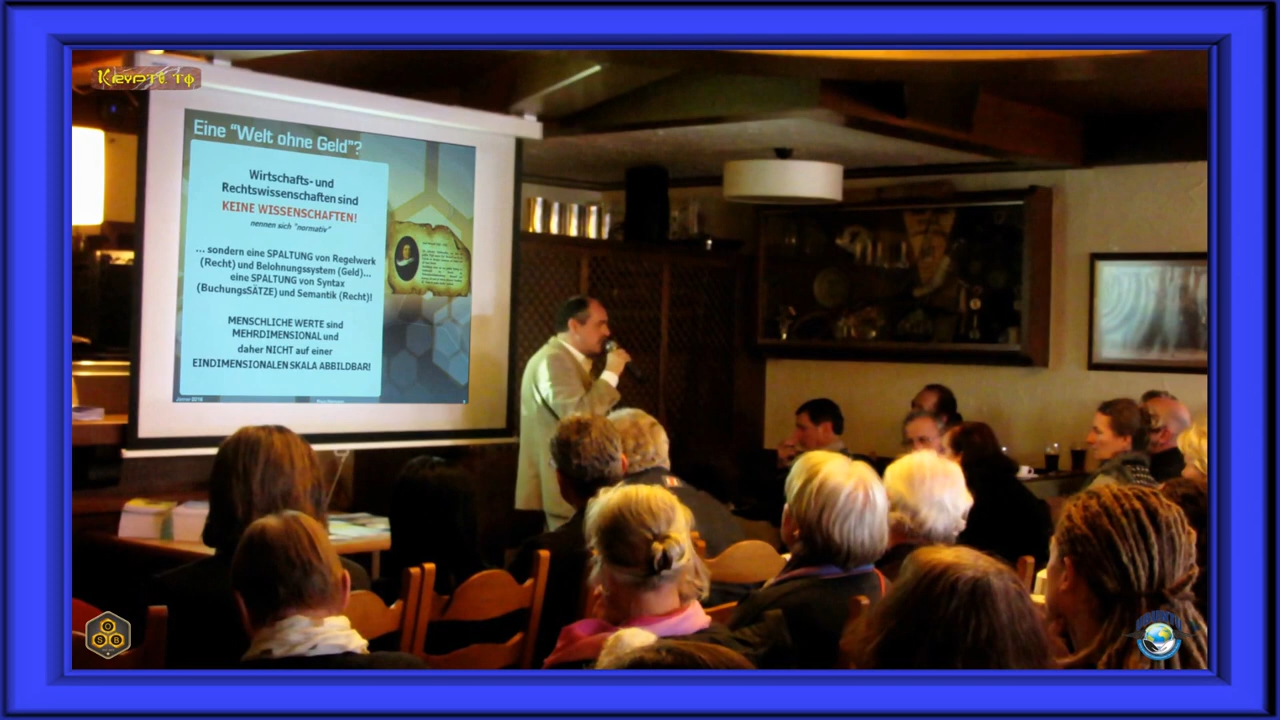 Krypte TV
Eine "Welt ohne Geld"?
Wirtschafts- und
Rechtswissenschaften sind
KEINE WISSENSCHAFTEN!
nennen sich "normativ"
... sondern eine SPALTUNG von Regelwerk
(Recht) und Belohnungssystem (Geld)...
eine SPALTUNG von Syntax
(BuchungsSÄTZE) und Semantik (Recht)!
MENSCHLICHE WERTE sind
MEHRDIMENSIONAL und
daher NICHT auf einer
EINDIMENSIONALEN SKALA ABBILDBAR!
O
S B